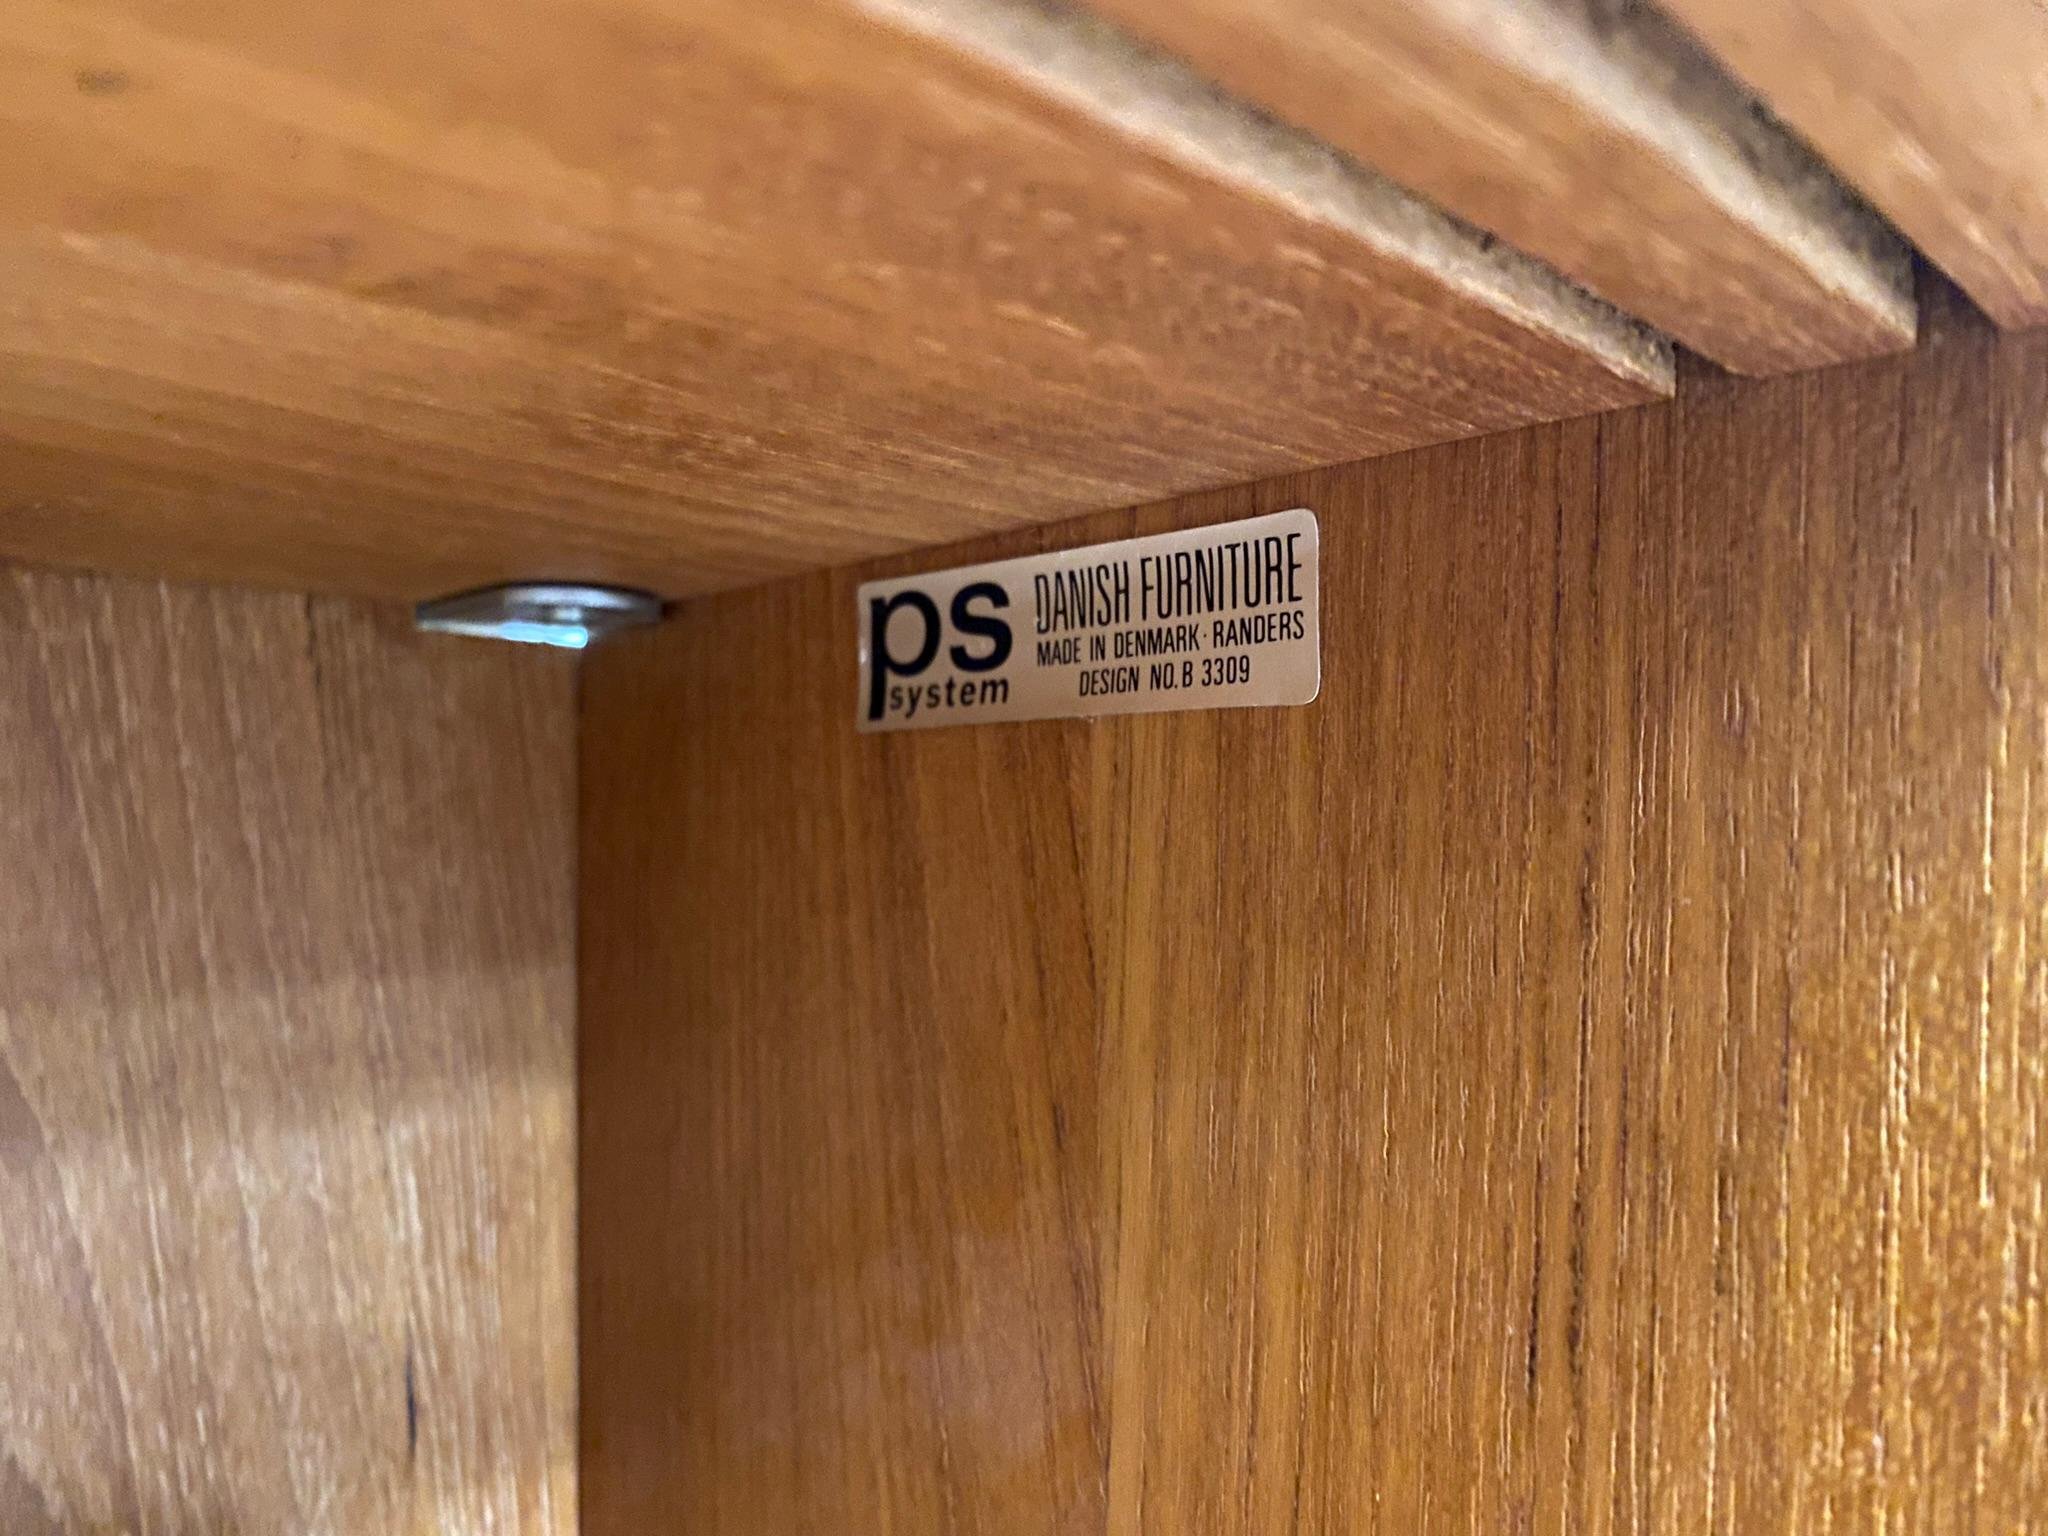 ps
system
DANISH FURNITURE
MADE IN DENMARK · RANDERS
DESIGN NO. B 3309